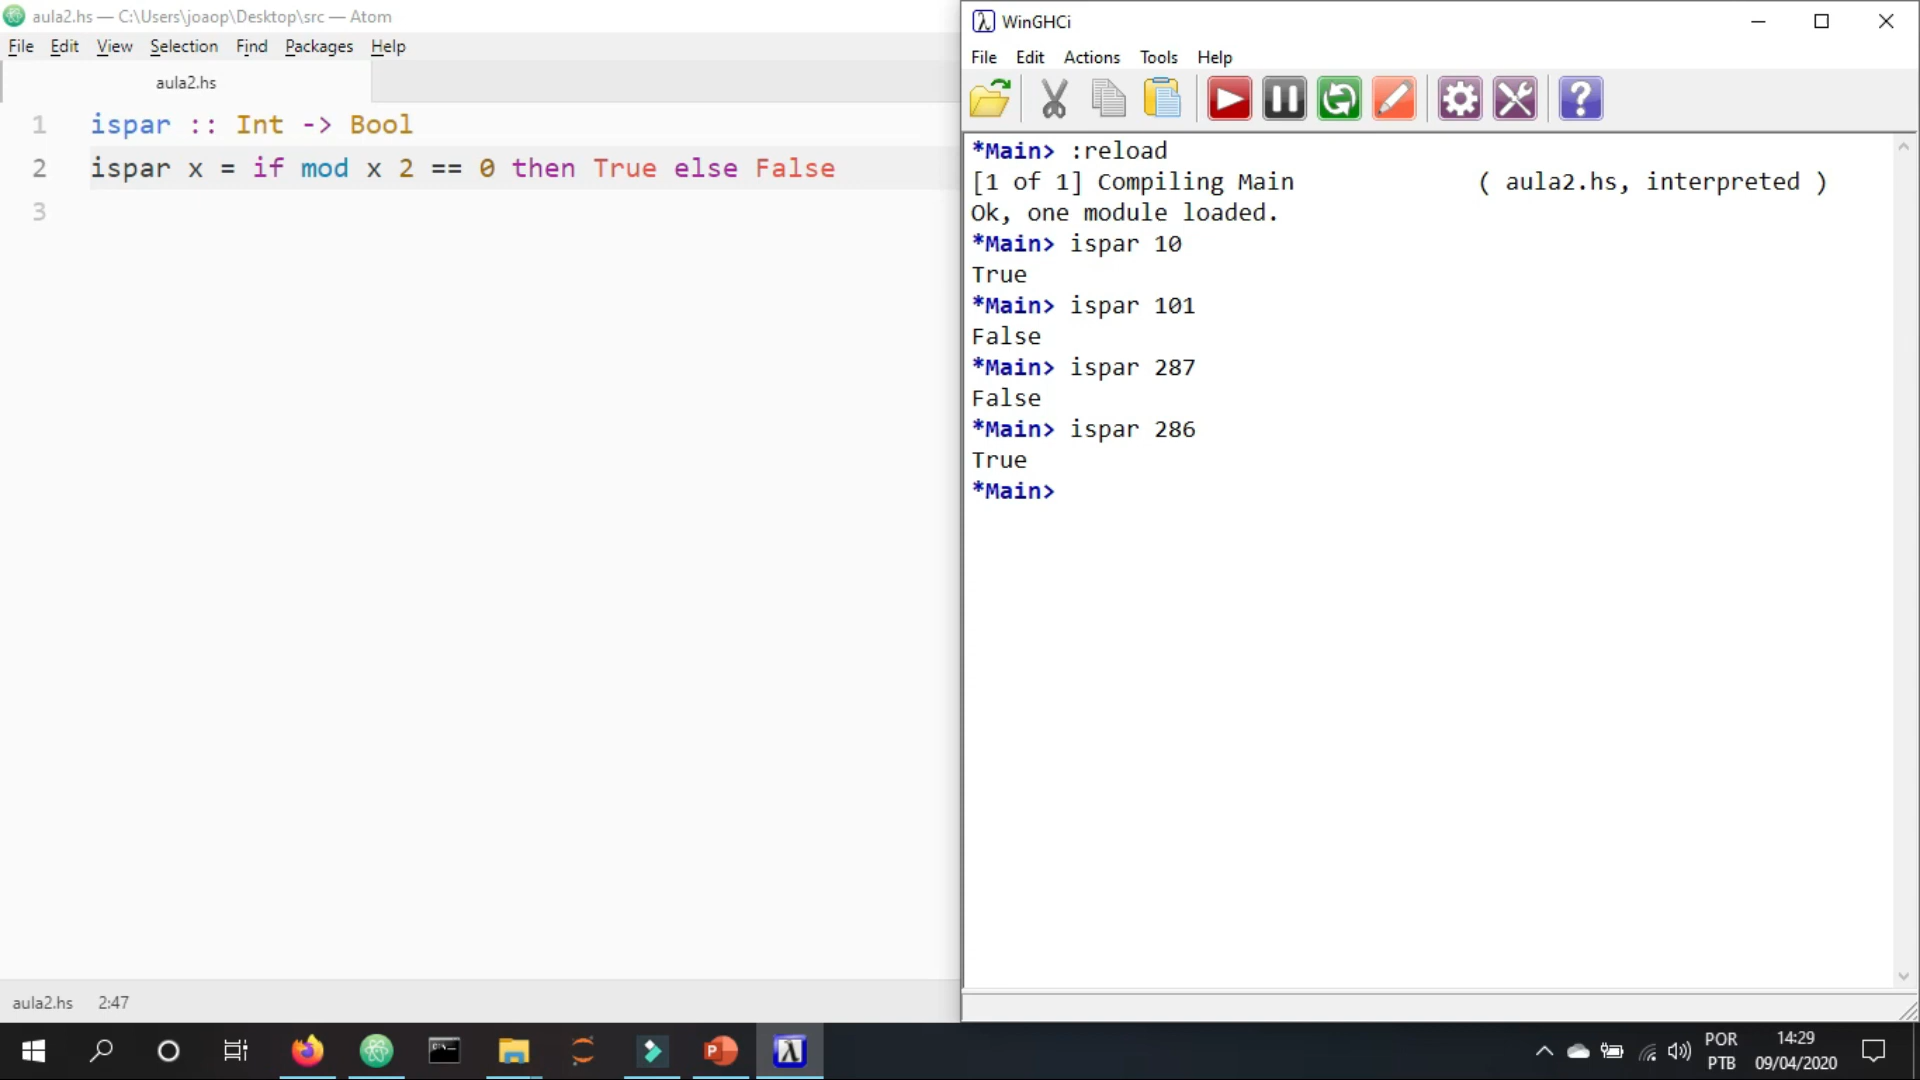 aula2.hs — C:\Users\joaop\Desktop\src — Atom
File Edit View Selection Find Packages Help
aula2.hs
1 ispar :: Int -> Bool
2 ispar x = if mod x 2 == 0 then True else False
3
aula2.hs 2:47
WinGHCi
File Edit Actions Tools Help
*Main> :reload
[1 of 1] Compiling Main ( aula2.hs, interpreted )
Ok, one module loaded.
*Main> ispar 10
True
*Main> ispar 101
False
*Main> ispar 287
False
*Main> ispar 286
True
*Main>
POR
PTB
14:29
09/04/2020